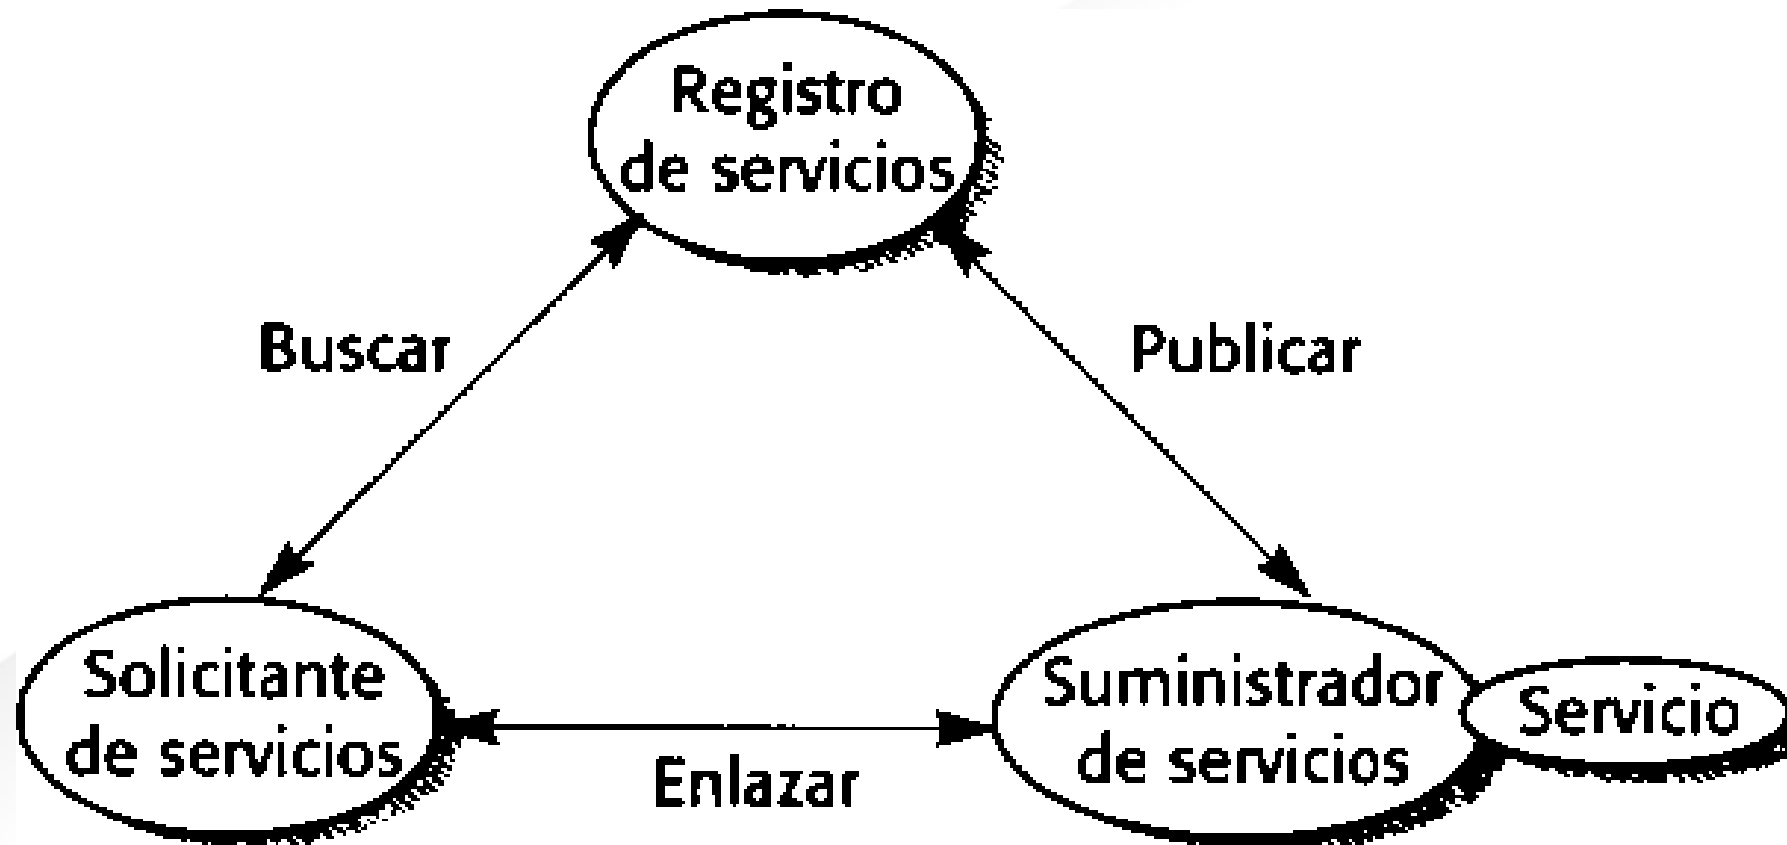 Registro
de servicios
Buscar
Publicar
Solicitante
de servicios
Enlazar
Suministrador
de servicios
Servicio